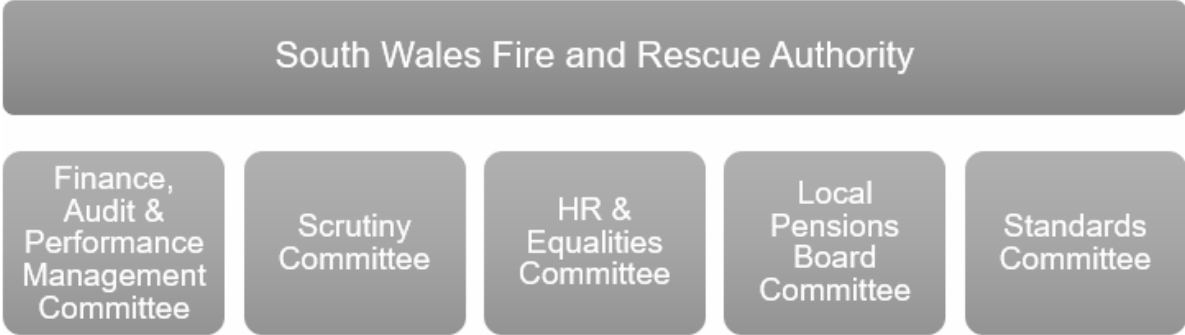 South Wales Fire and Rescue Authority
Finance,
Audit &
Performance
Management
Committee
Scrutiny
Committee
HR &
Equalities
Committee
Local
Pensions
Board
Committee
Standards
Committee